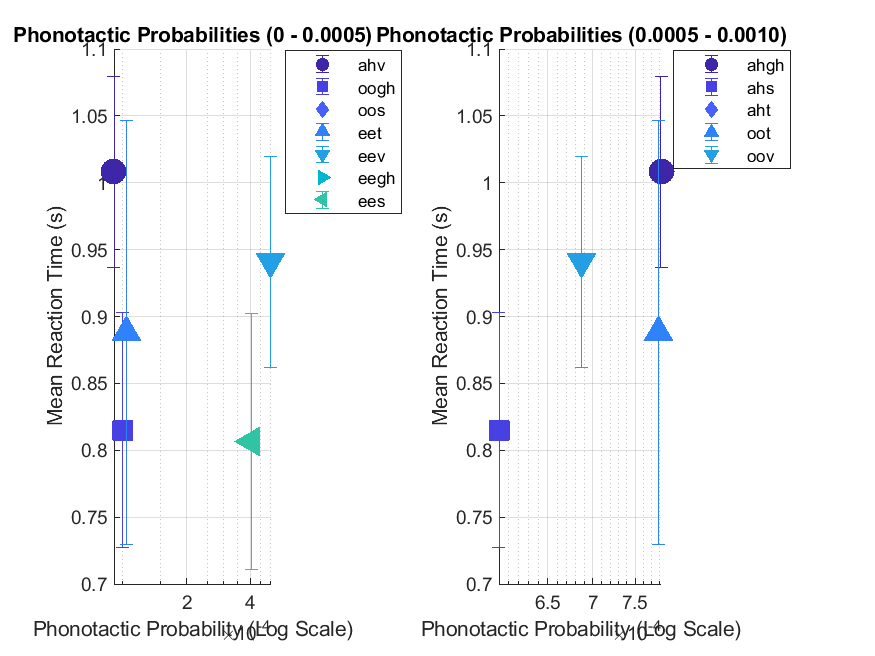 Phonotactic Probabilities (0 - 0.0005)
1.1
1.05
1
0.95
0.9
0.85
0.8
0.75
0.7
Mean Reaction Time (s)
2
4
Phonotactic Probability (Log Scale)
ahv
oogh
oos
eet
eev
eegh
ees
Phonotactic Probabilities (0.0005 - 0.0010)
1.1
1.05
1
0.95
0.9
0.85
0.8
0.75
0.7
Mean Reaction Time (s)
6.5
7
7.5
Phonotactic Probability (Log Scale)
ahgh
ahs
aht
oot
oov